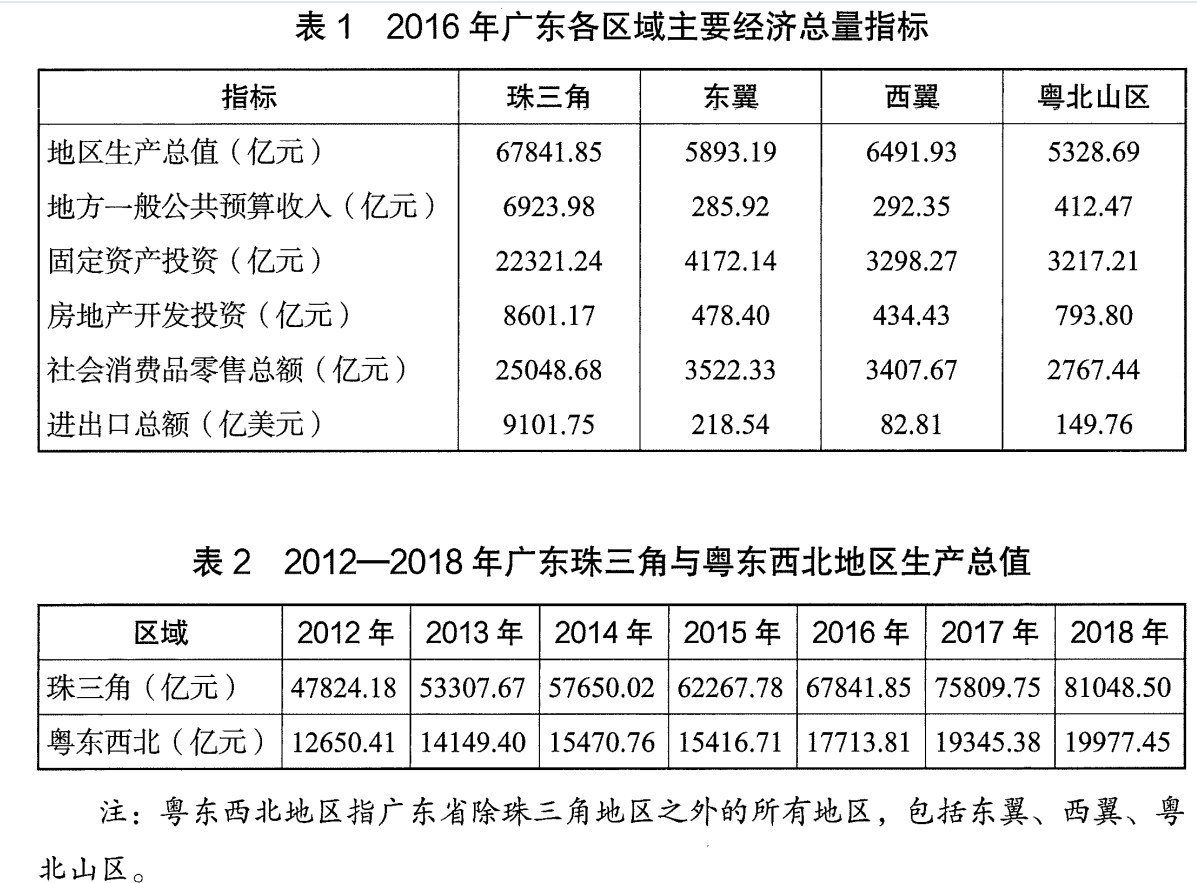 表 1 2016 年广东各区域主要经济总量指标
指标 珠三角 东翼 西翼 粤北山区
地区生产总值（亿元） 67841.85 5893.19 6491.93 5328.69
地方一般公共预算收入（亿元） 6923.98 285.92 292.35 412.47
固定资产投资（亿元） 22321.24 4172.14 3298.27 3217.21
房地产开发投资（亿元） 8601.17 478.40 434.43 793.80
社会消费品零售总额（亿元） 25048.68 3522.33 3407.67 2767.44
进出口总额（亿美元） 9101.75 218.54 82.81 149.76
表 2 2012—2018 年广东珠三角与粤东西北地区生产总值
区域 2012 年 2013 年 2014 年 2015 年 2016 年 2017 年 2018 年
珠三角（亿元） 47824.18 53307.67 57650.02 62267.78 67841.85 75809.75 81048.50
粤东西北（亿元） 12650.41 14149.40 15470.76 15416.71 17713.81 19345.38 19977.45
注：粤东西北地区指广东省除珠三角地区之外的所有地区，包括东翼、西翼、粤
北山区。